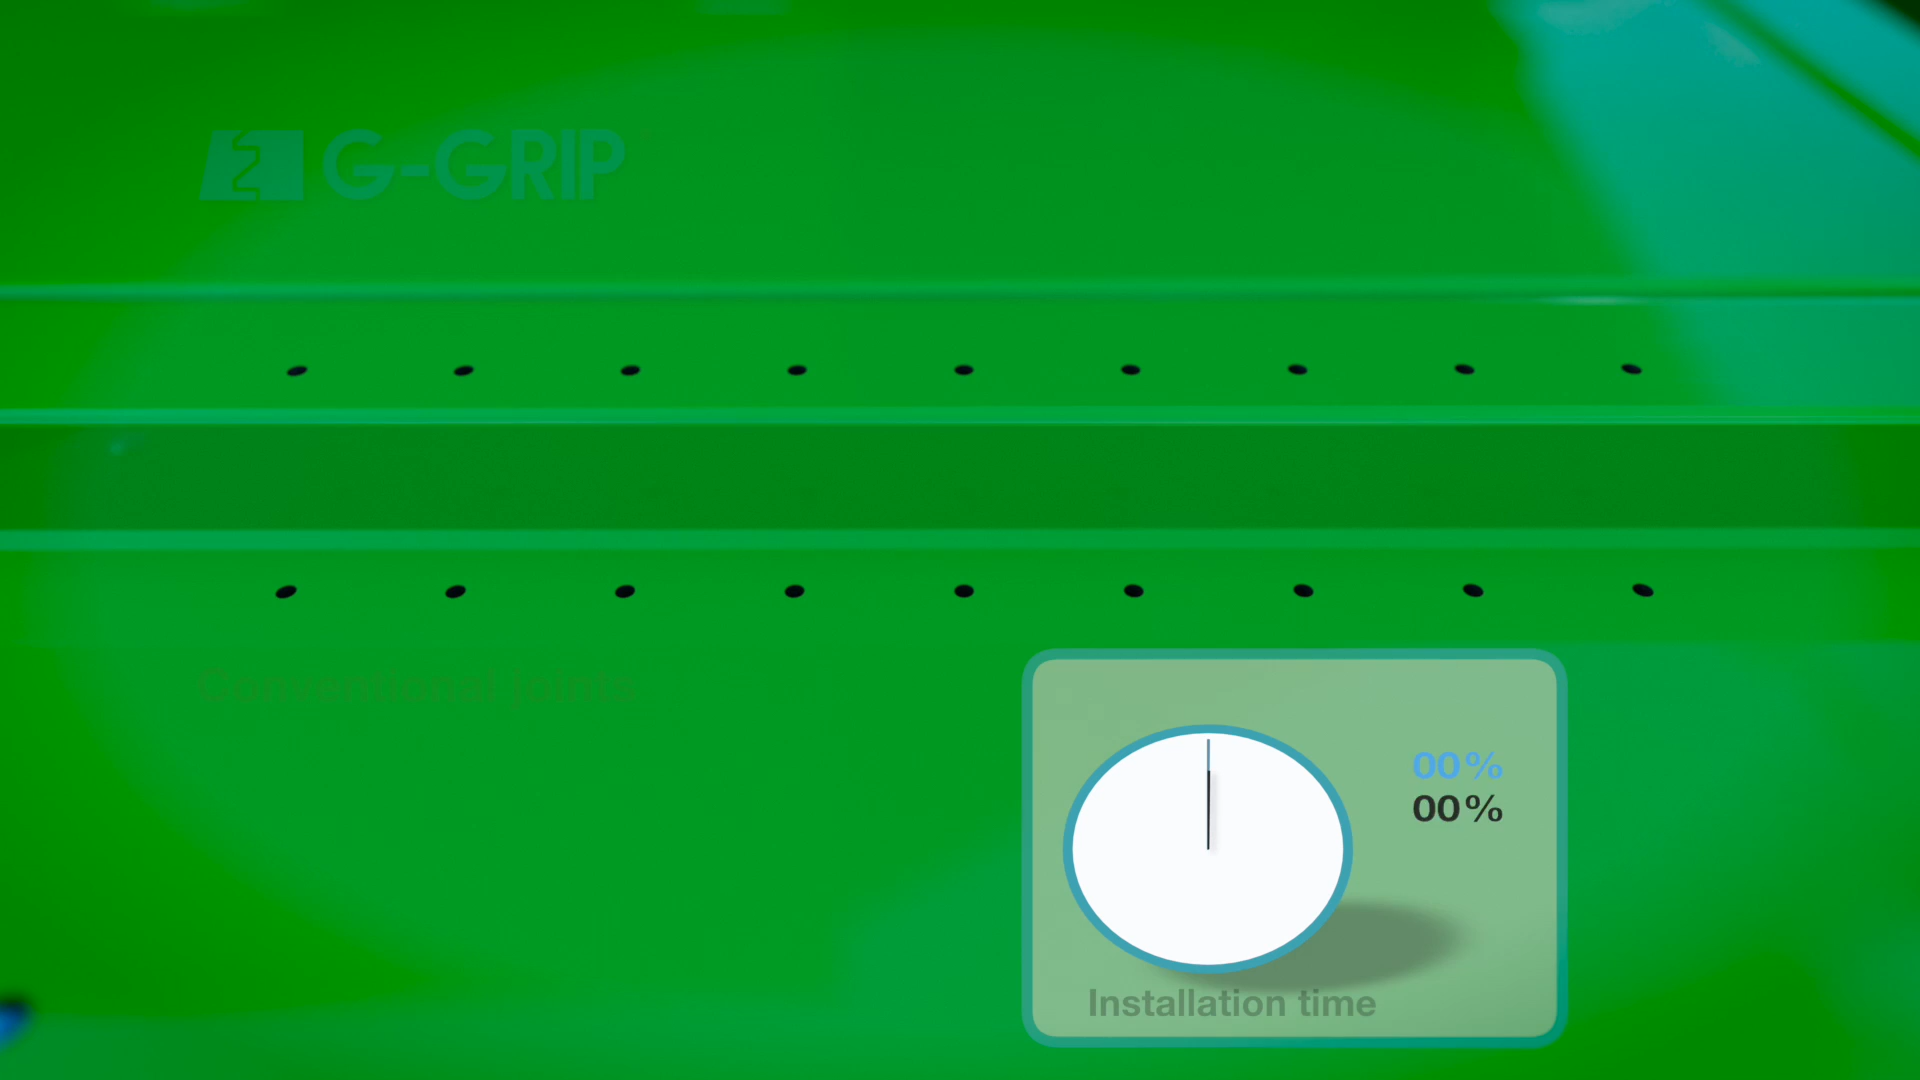 G-GRIP
Conventional joints
00%
00%
Installation time